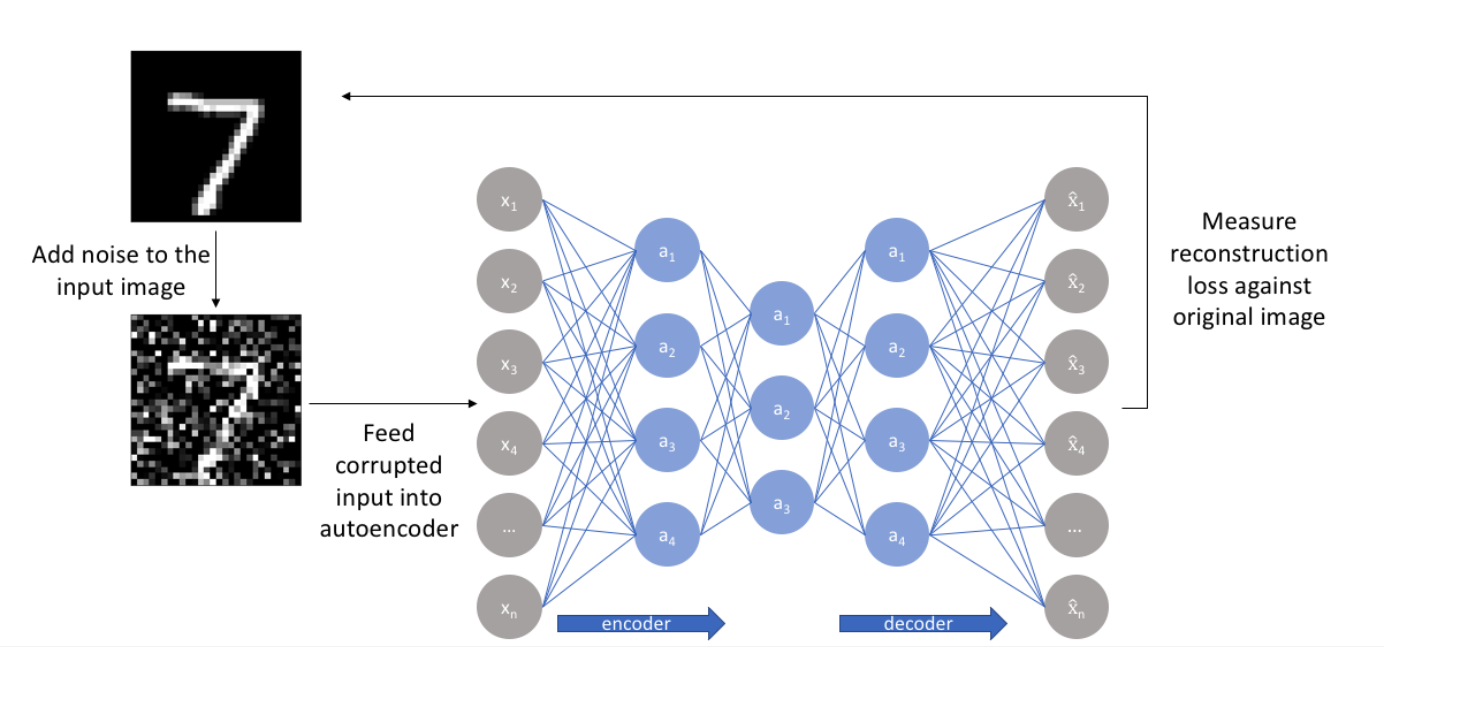 Add noise to the
input image
Feed
corrupted
input into
autoencoder
x₁
x₂
x₃
x₄
...
xₙ
a₁
a₂
a₃
a₄
a₁
a₂
a₃
a₁
a₂
a₃
a₄
x̂₁
x̂₂
x̂₃
x̂₄
...
x̂ₙ
encoder
decoder
Measure
reconstruction
loss against
original image